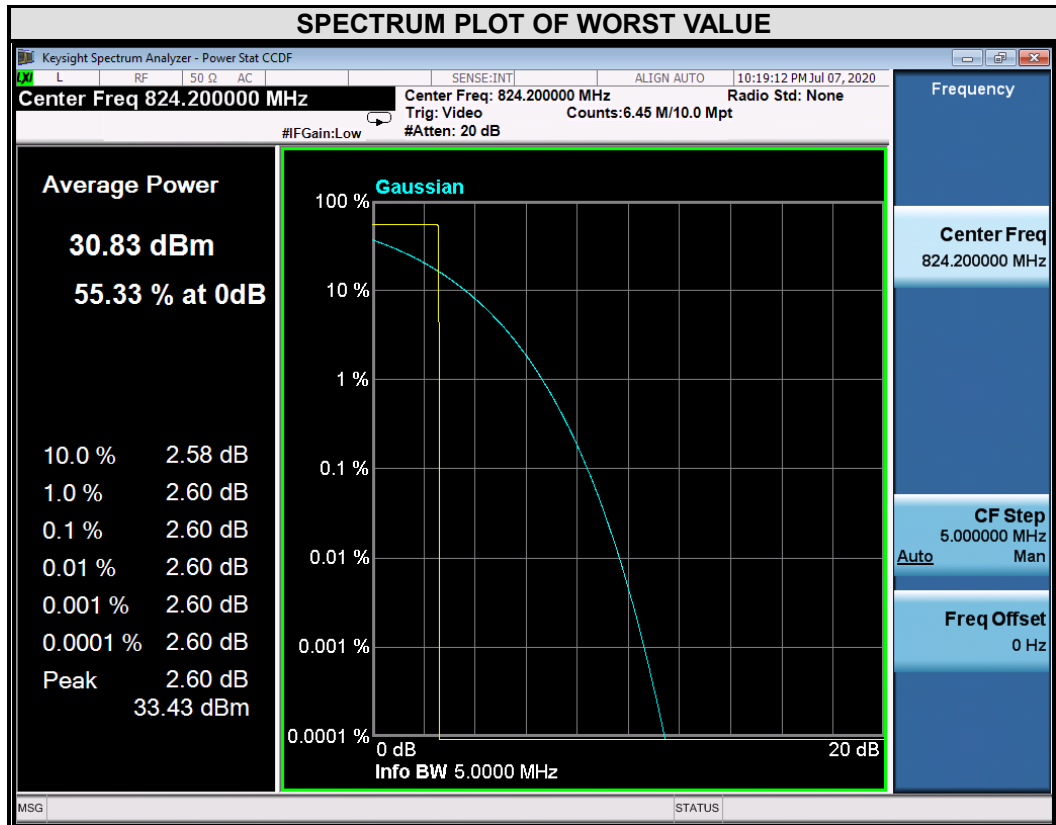 SPECTRUM PLOT OF WORST VALUE
Keysight Spectrum Analyzer - Power Stat CCDF
LXI L RF 50 Ω AC SENSE:INT ALIGN AUTO 10:19:12 PM Jul 07, 2020
Center Freq 824.200000 MHz
Center Freq: 824.200000 MHz Radio Std: None
Trig: Video Counts:6.45 M/10.0 Mpt
#IFGain:Low #Atten: 20 dB
Average Power
30.83 dBm
55.33 % at 0dB
10.0 % 2.58 dB
1.0 % 2.60 dB
0.1 % 2.60 dB
0.01 % 2.60 dB
0.001 % 2.60 dB
0.0001 % 2.60 dB
Peak 2.60 dB
33.43 dBm
Gaussian
100 %
10 %
1 %
0.1 %
0.01 %
0.001 %
0.0001 %
0 dB 20 dB
Info BW 5.0000 MHz
Frequency
Center Freq
824.200000 MHz
CF Step
5.000000 MHz
Auto Man
Freq Offset
0 Hz
MSG STATUS